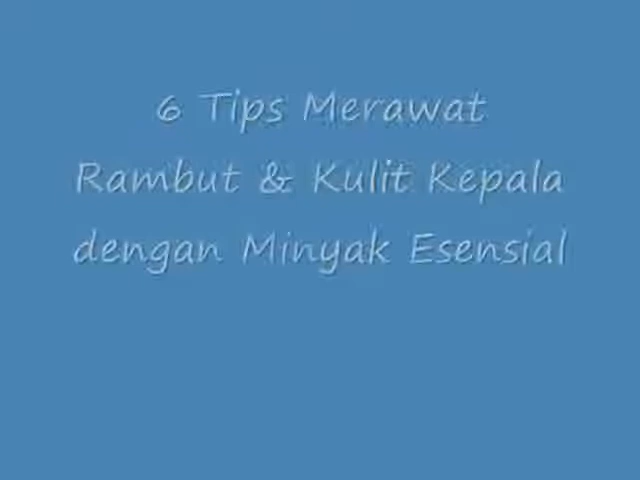 6 Tips Merawat
Rambut & Kulit Kepala
dengan Minyak Esensial